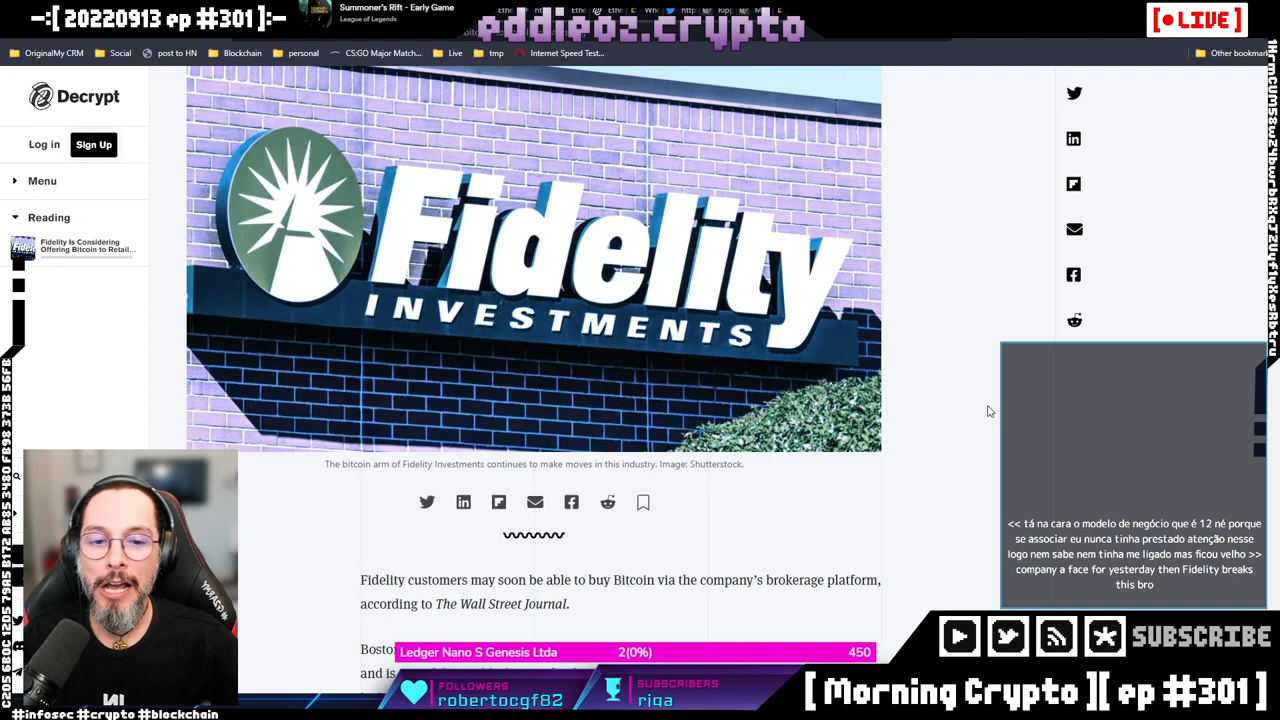 -:[ 20220913 ep #301]:-
Summoner's Rift - Early Game
League of Legends
eddieoz.crypto
[●LIVE]
OriginalMy CRM
Social
post to HN
Blockchain
personal
CS:GO Major Match...
Live
tmp
Internet Speed Test...
Other bookmar
Decrypt
Log in
Sign Up
Menu
Reading
Fidelity Is Considering
Offering Bitcoin to Retail...
Fidelity
INVESTMENTS
The bitcoin arm of Fidelity Investments continues to make moves in this industry. Image: Shutterstock.
Fidelity customers may soon be able to buy Bitcoin via the company's brokerage platform,
according to The Wall Street Journal.
<< tá na cara o modelo de negócio que é 12 né porque
se associar eu nunca tinha prestado atenção nesse
logo nem sabe nem tinha me ligado mas ficou velho >>
company a face for yesterday then Fidelity breaks
this bro
Ledger Nano S Genesis Ltda 2(0%) 450
FOLLOWERS
robertocgf82
SUBSCRIBERS
riqa
SUBSCRIBE
[ Morning Crypto ][ ep #301 ]
#infosec #crypto #blockchain